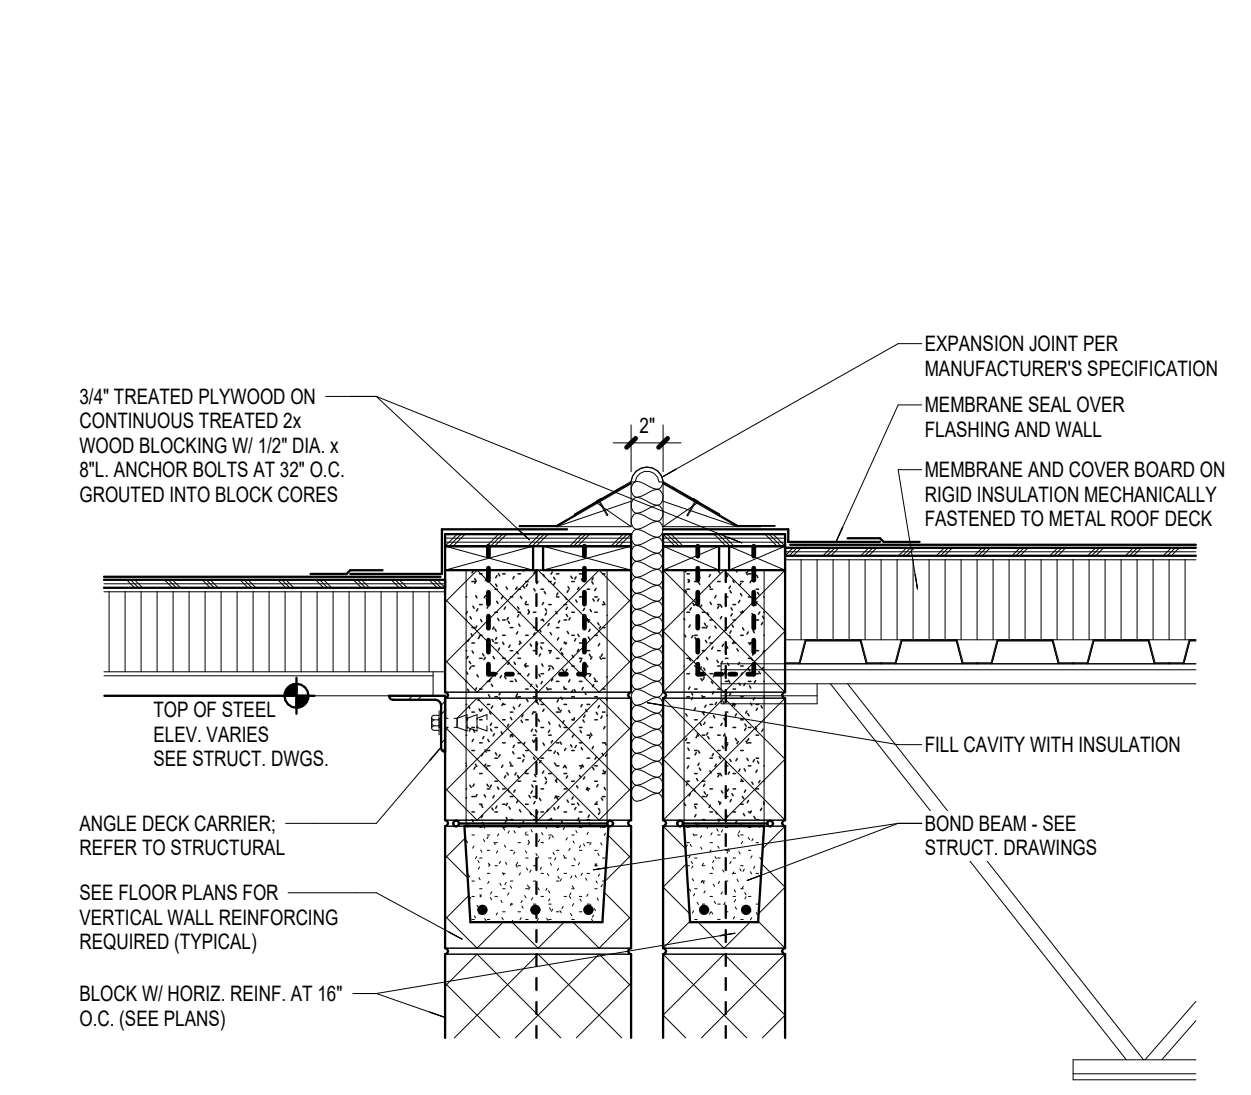 EXPANSION JOINT PER
MANUFACTURER'S SPECIFICATION
3/4" TREATED PLYWOOD ON
CONTINUOUS TREATED 2x
WOOD BLOCKING W/ 1/2" DIA. x
8"L. ANCHOR BOLTS AT 32" O.C.
GROUTED INTO BLOCK CORES
MEMBRANE SEAL OVER
FLASHING AND WALL
2"
MEMBRANE AND COVER BOARD ON
RIGID INSULATION MECHANICALLY
FASTENED TO METAL ROOF DECK
TOP OF STEEL
ELEV. VARIES
SEE STRUCT. DWGS.
FILL CAVITY WITH INSULATION
ANGLE DECK CARRIER;
REFER TO STRUCTURAL
BOND BEAM - SEE
STRUCT. DRAWINGS
SEE FLOOR PLANS FOR
VERTICAL WALL REINFORCING
REQUIRED (TYPICAL)
BLOCK W/ HORIZ. REINF. AT 16"
O.C. (SEE PLANS)